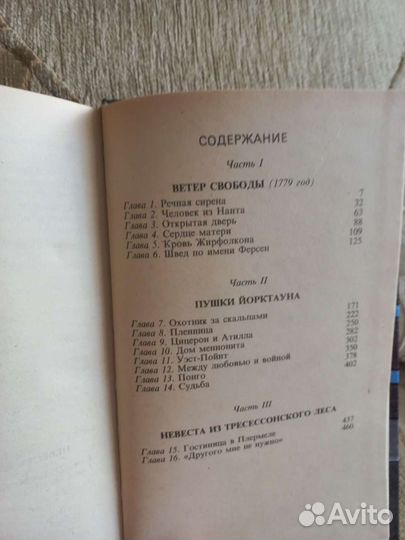 СОДЕРЖАНИЕ
Часть I
ВЕТЕР СВОБОДЫ (1779 год)
Глава 1. Речная сирена 7
Глава 2. Человек из Нанта 32
Глава 3. Открытая дверь 63
Глава 4. Сердце матери 88
Глава 5. Кровь Жирфолкона 109
Глава 6. Швед по имени Ферсен 125
Часть II
ПУШКИ ЙОРКТАУНА
Глава 7. Охотник за скальпами 171
Глава 8. Пленница 222
Глава 9. Цицерон и Атилла 250
Глава 10. Дом меннонита 282
Глава 11. Уэст-Пойнт 302
Глава 12. Между любовью и войной 350
Глава 13. Понго 378
Глава 14. Судьба 402
Часть III
НЕВЕСТА ИЗ ТРЕСЕССОНСКОГО ЛЕСА
Глава 15. Гостиница в Плермеле 437
Глава 16. «Другого мне не нужно» 460
Avito